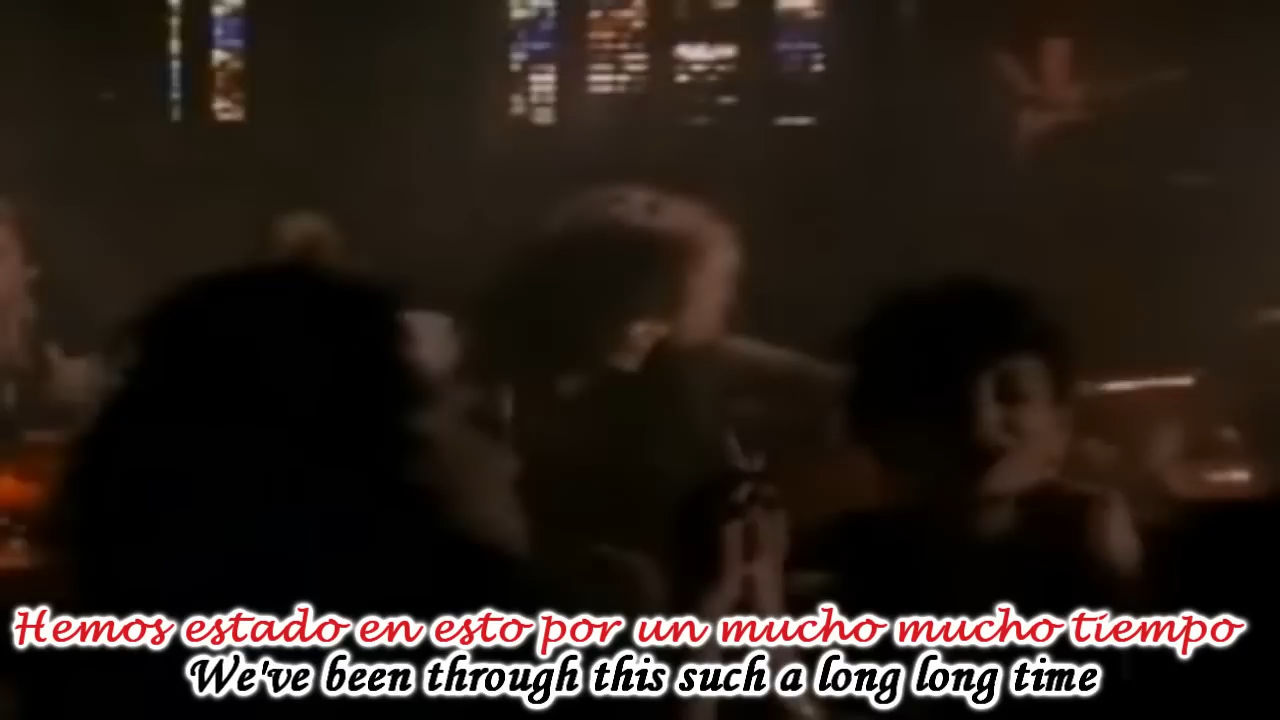 Hemos estado en esto por un mucho mucho tiempo
We've been through this such a long long time